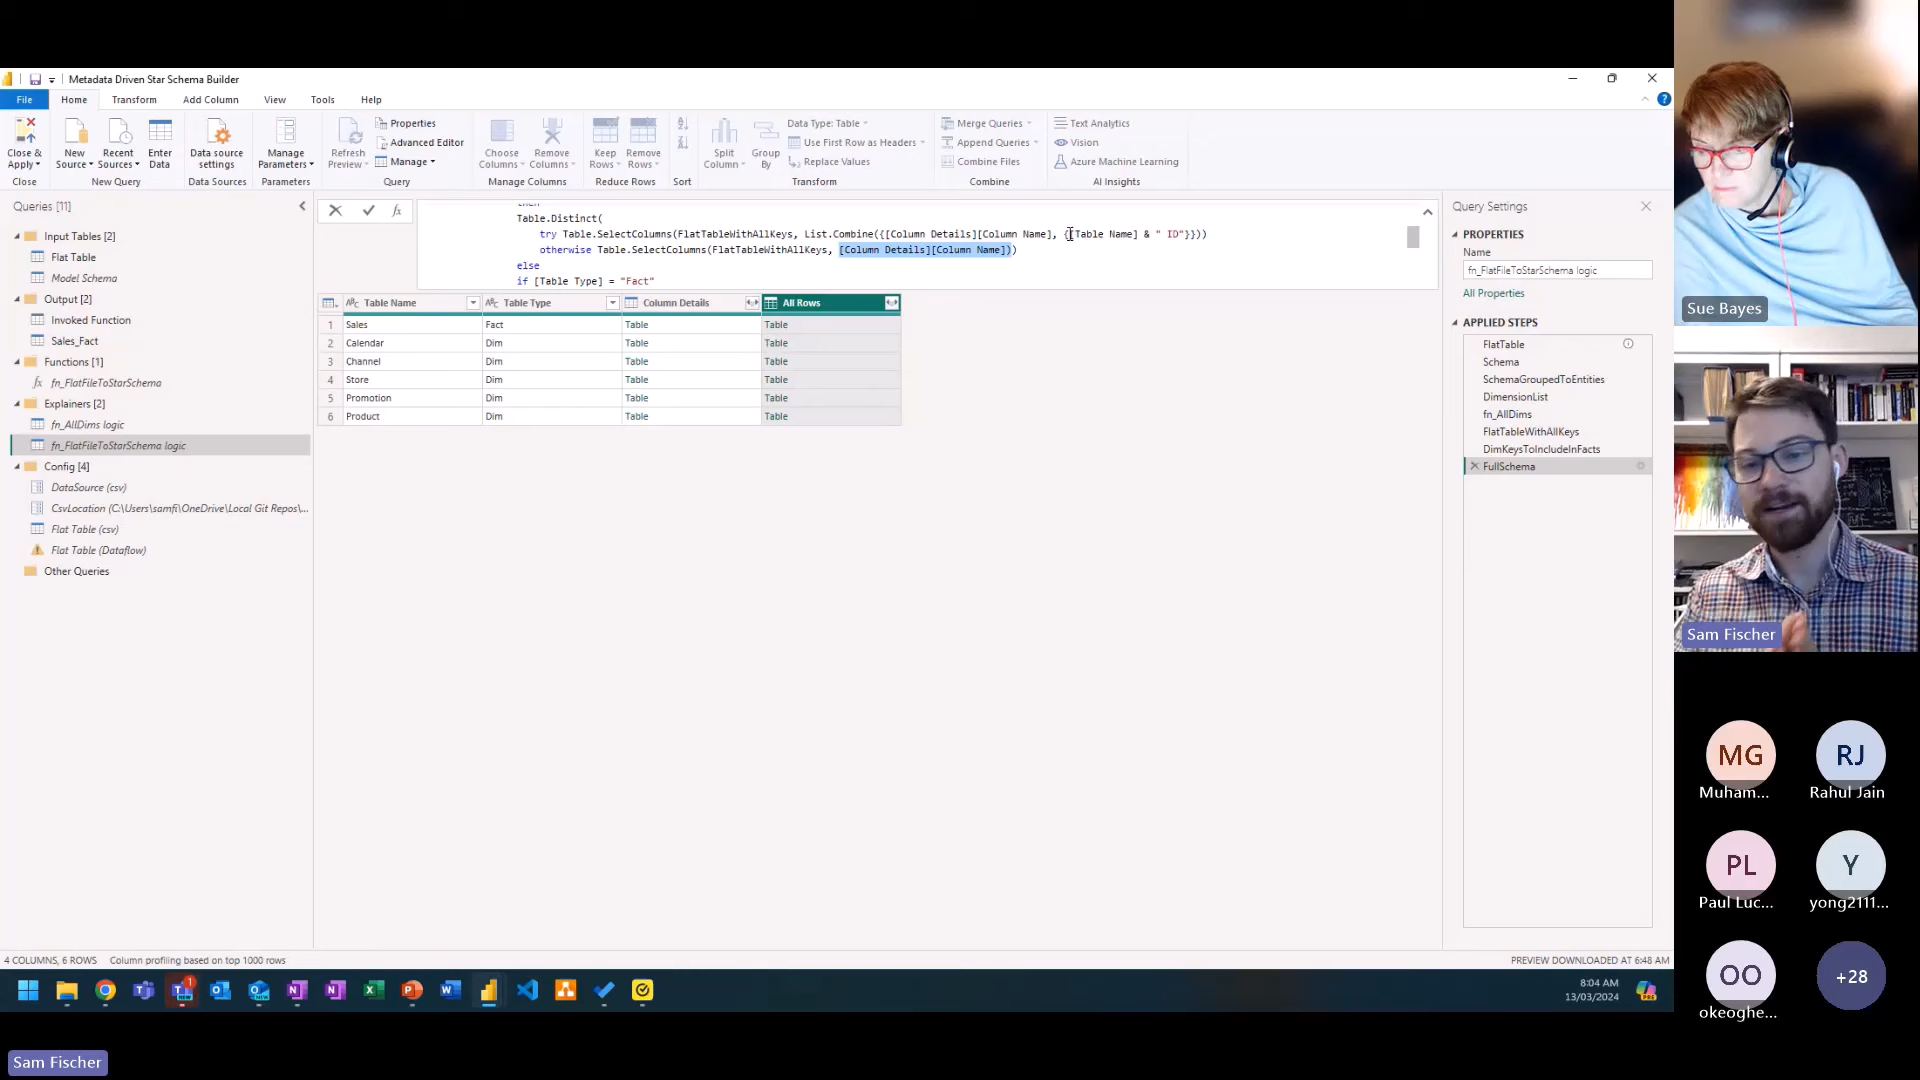 Metadata Driven Star Schema Builder
File Home Transform Add Column View Tools Help
Close & Apply
New Source
Recent Sources
Enter Data
Data source settings
Manage Parameters
Refresh Preview
Properties
Advanced Editor
Manage
Choose Columns
Remove Columns
Keep Rows
Remove Rows
Split Column
Group By
Data Type: Table
Use First Row as Headers
Replace Values
Merge Queries
Append Queries
Combine Files
Text Analytics
Vision
Azure Machine Learning
Close New Query Data Sources Parameters Query Manage Columns Reduce Rows Sort Transform Combine AI Insights
Queries [11]
Input Tables [2]
Flat Table
Model Schema
Output [2]
Invoked Function
Sales_Fact
Functions [1]
fx fn_FlatFileToStarSchema
Explainers [2]
fn_AllDims logic
fn_FlatFileToStarSchema logic
Config [4]
DataSource (csv)
CsvLocation (C:\Users\samfi\OneDrive\Local Git Repos\...
Flat Table (csv)
Flat Table (Dataflow)
Other Queries
fx
then
Table.Distinct(
try Table.SelectColumns(FlatTableWithAllKeys, List.Combine({[Column Details][Column Name], {[Table Name] & " ID"}}))
otherwise Table.SelectColumns(FlatTableWithAllKeys, [Column Details][Column Name])
else
if [Table Type] = "Fact"
Table Name Table Type Column Details All Rows
1 Sales Fact Table Table
2 Calendar Dim Table Table
3 Channel Dim Table Table
4 Store Dim Table Table
5 Promotion Dim Table Table
6 Product Dim Table Table
Query Settings
PROPERTIES
Name
fn_FlatFileToStarSchema logic
All Properties
APPLIED STEPS
FlatTable
Schema
SchemaGroupedToEntities
DimensionList
fn_AllDims
FlatTableWithAllKeys
DimKeysToIncludeInFacts
FullSchema
4 COLUMNS, 6 ROWS Column profiling based on top 1000 rows
PREVIEW DOWNLOADED AT 6:48 AM
8:04 AM
13/03/2024
Sue Bayes
Sam Fischer
MG
Muham...
RJ
Rahul Jain
PL
Paul Luc...
Y
yong2111...
OO
okeoghe...
+28
Sam Fischer